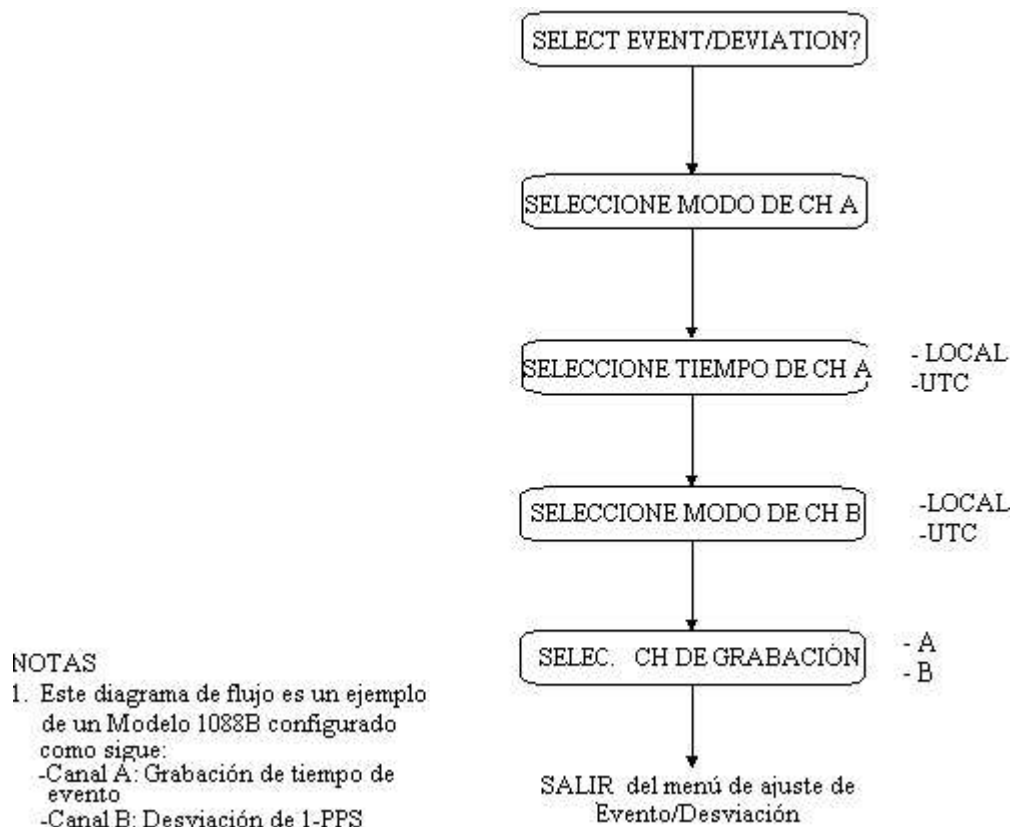 SELECT EVENT/DEVIATION?
SELECCIONE MODO DE CH A
SELECCIONE TIEMPO DE CH A
- LOCAL
-UTC
SELECCIONE MODO DE CH B
-LOCAL
-UTC
SELEC. CH DE GRABACIÓN
- A
- B
SALIR del menú de ajuste de
Evento/Desviación
NOTAS
1. Este diagrama de flujo es un ejemplo
de un Modelo 1088B configurado
como sigue:
-Canal A: Grabación de tiempo de
evento
-Canal B: Desviación de 1-PPS